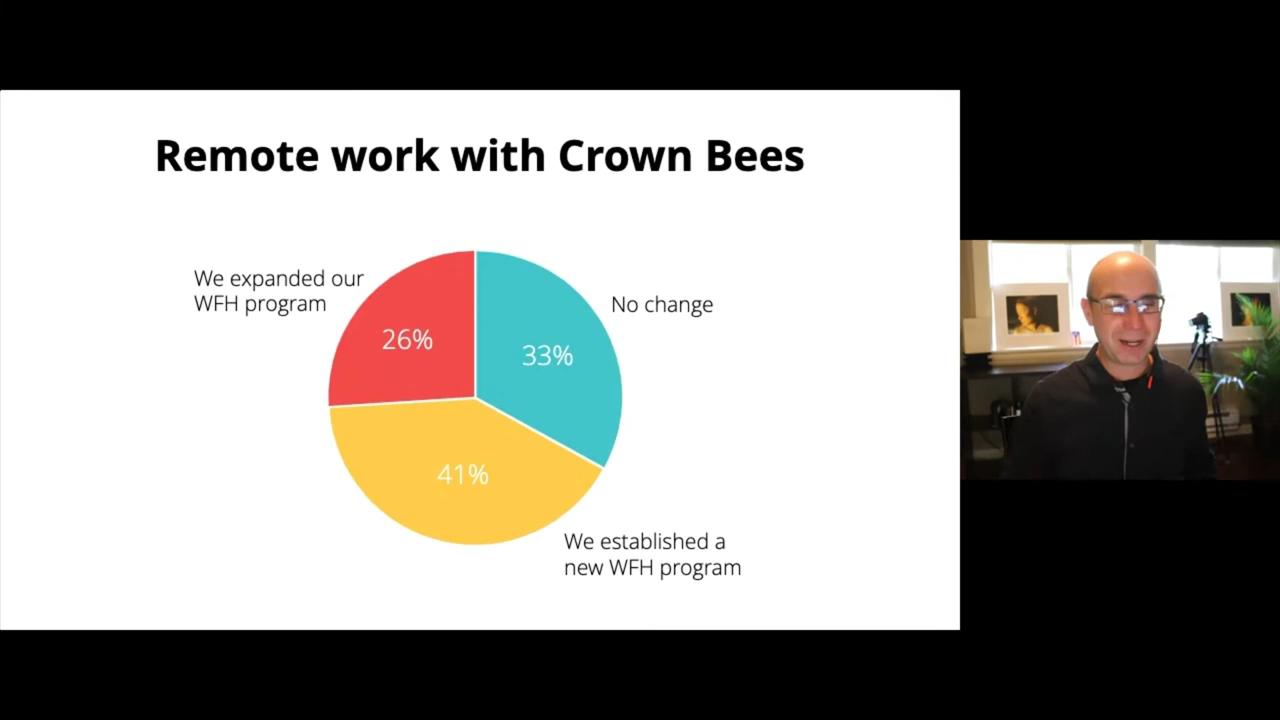 Remote work with Crown Bees
We expanded our
WFH program
26%
33%
No change
41%
We established a
new WFH program